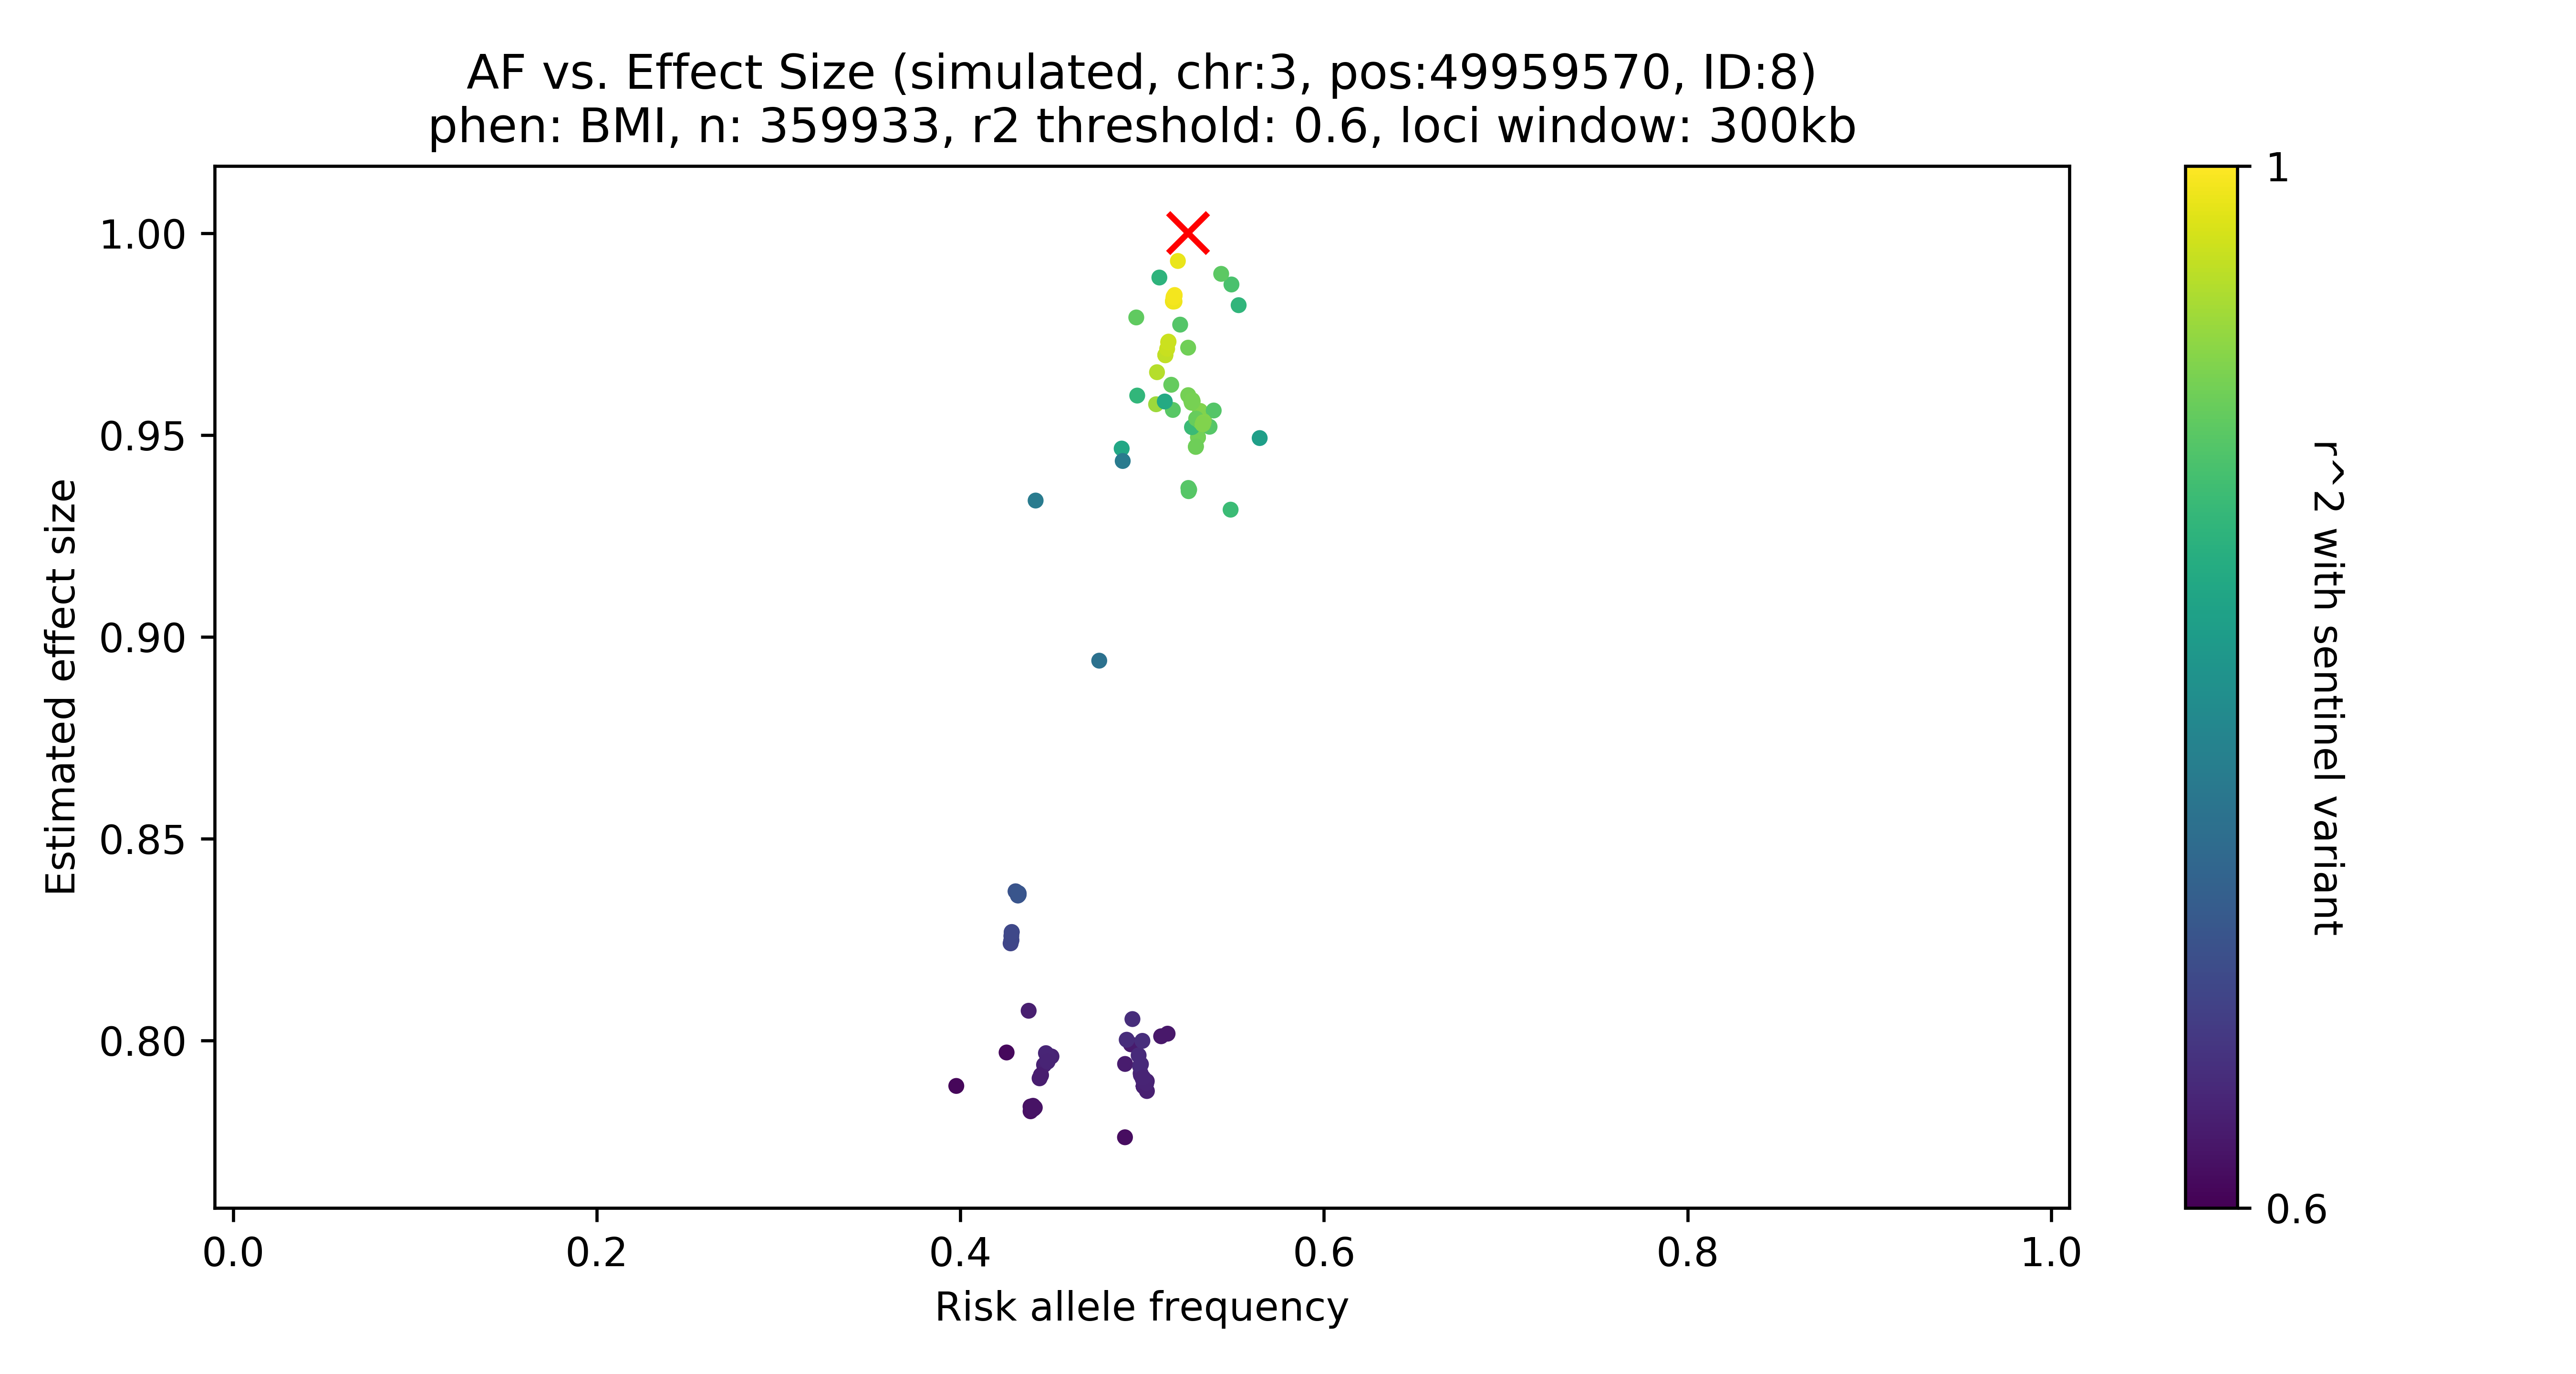 AF vs. Effect Size (simulated, chr:3, pos:49959570, ID:8)
phen: BMI, n: 359933, r2 threshold: 0.6, loci window: 300kb
Estimated effect size
1.00
0.95
0.90
0.85
0.80
0.0
0.2
0.4
0.6
0.8
1.0
Risk allele frequency
1
0.6
r^2 with sentinel variant